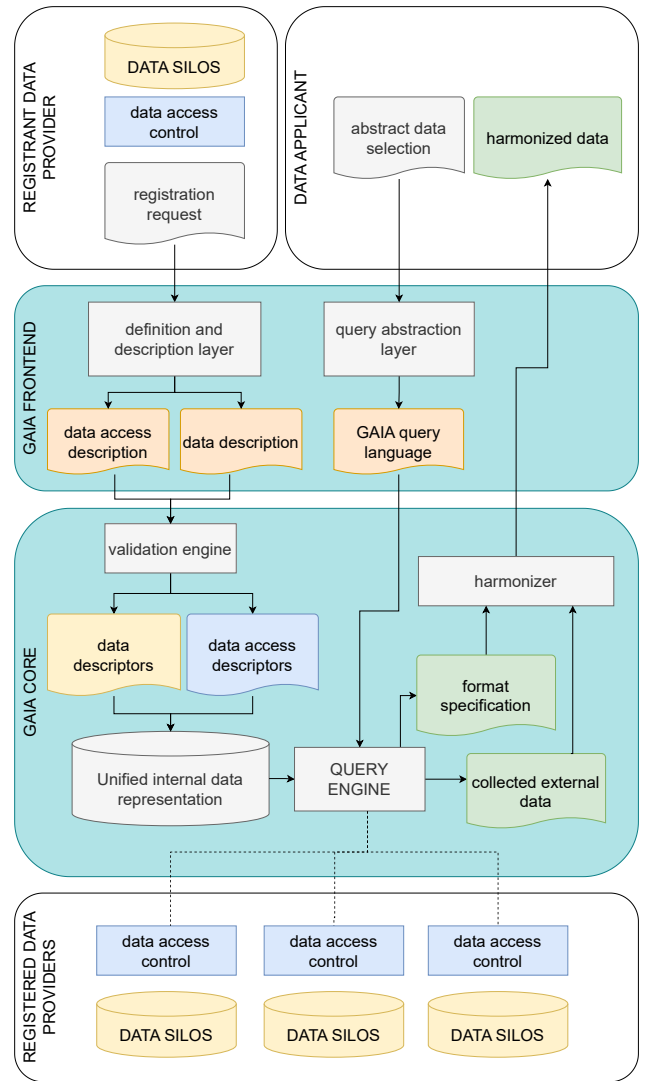 REGISTRANT DATA
PROVIDER
DATA SILOS
data access
control
registration
request
DATA APPLICANT
abstract data
selection
harmonized data
GAIA FRONTEND
definition and
description layer
query abstraction
layer
data access
description
data description
GAIA query
language
GAIA CORE
validation engine
harmonizer
data
descriptors
data access
descriptors
format
specification
Unified internal data
representation
QUERY
ENGINE
collected external
data
REGISTERED DATA
PROVIDERS
data access
control
data access
control
data access
control
DATA SILOS
DATA SILOS
DATA SILOS